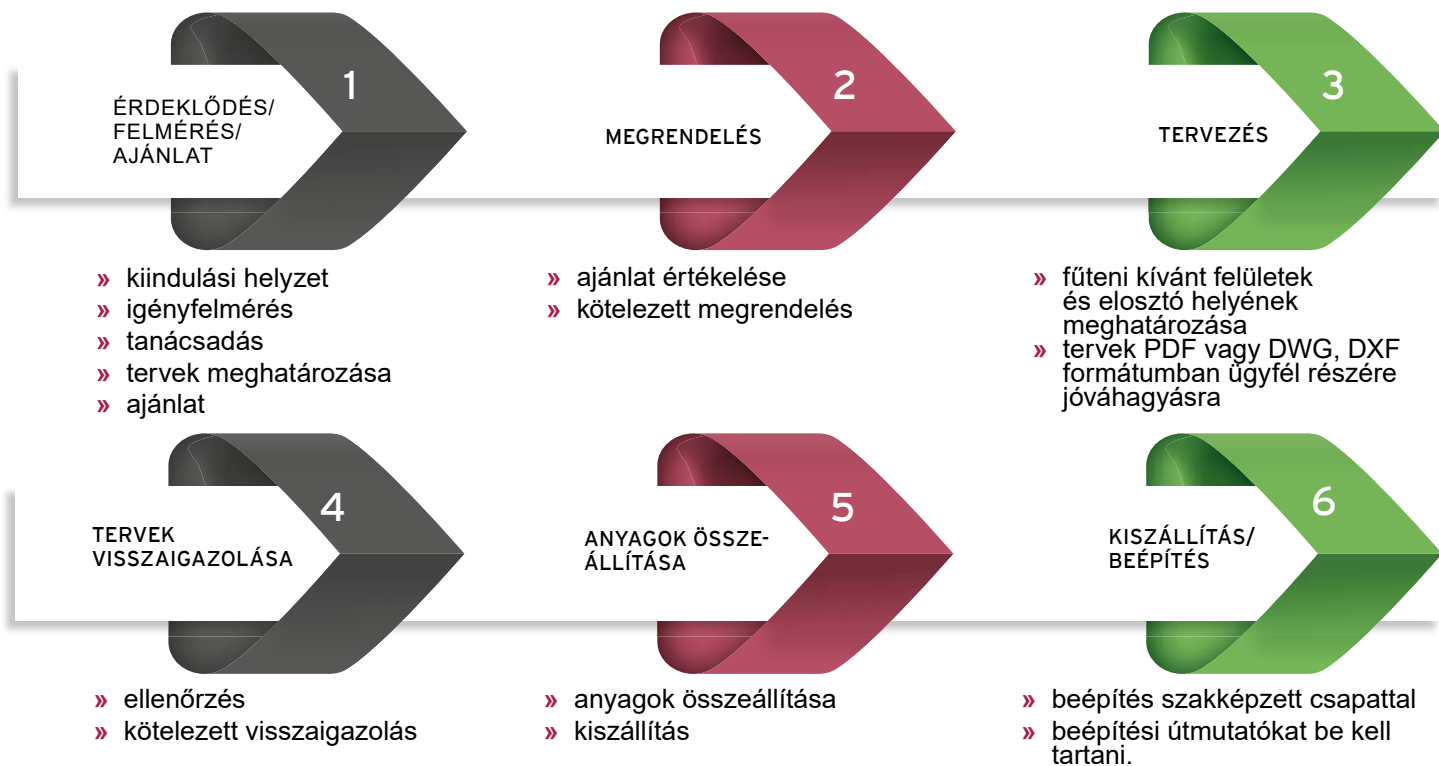 1
ÉRDEKLŐDÉS/
FELMÉRÉS/
AJÁNLAT
» kiindulási helyzet
» igényfelmérés
» tanácsadás
» tervek meghatározása
» ajánlat
2
MEGRENDELÉS
» ajánlat értékelése
» kötelezett megrendelés
3
TERVEZÉS
» fűteni kívánt felületek
és elosztó helyének
meghatározása
» tervek PDF vagy DWG, DXF
formátumban ügyfél részére
jóváhagyásra
4
TERVEK
VISSZAIGAZOLÁSA
» ellenőrzés
» kötelezett visszaigazolás
5
ANYAGOK ÖSSZE-
ÁLLÍTÁSA
» anyagok összeállítása
» kiszállítás
6
KISZÁLLÍTÁS/
BEÉPÍTÉS
» beépítés szakképzett csapattal
» beépítési útmutatókat be kell
tartani.